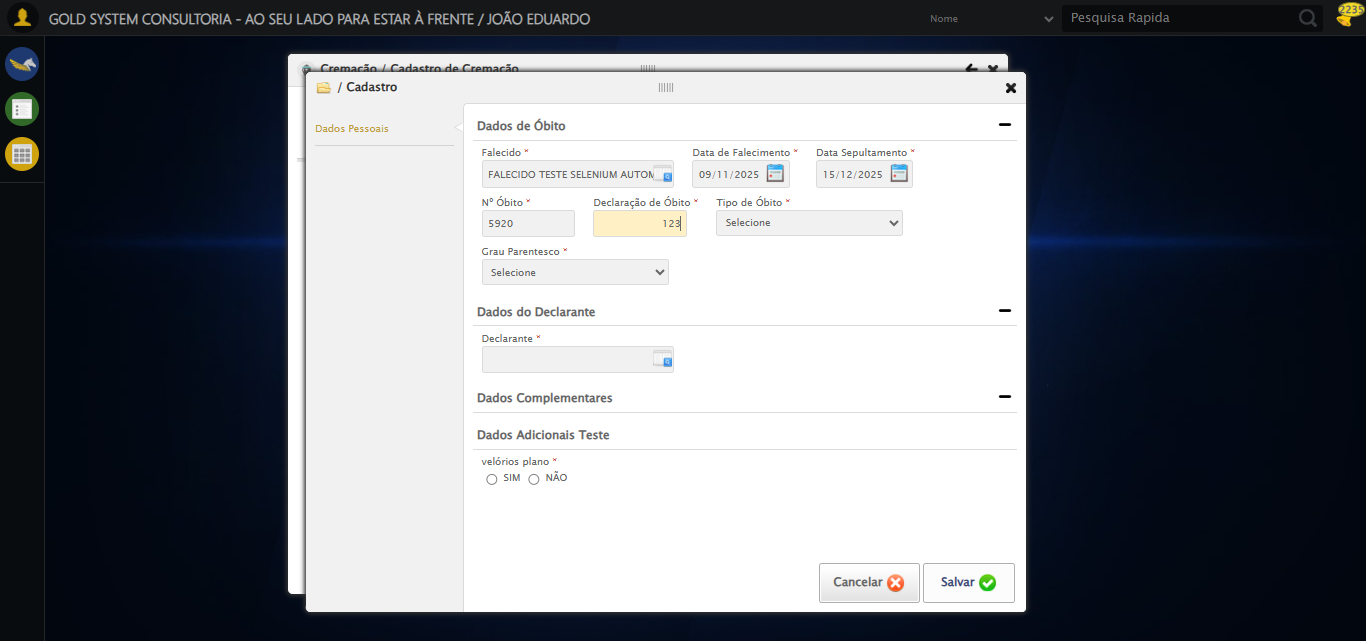 GOLD SYSTEM CONSULTORIA - AO SEU LADO PARA ESTAR À FRENTE / JOÃO EDUARDO
Nome
Pesquisa Rapida
2235
Cremação / Cadastro de Cremação
/ Cadastro
Dados Pessoais
Dados de Óbito
Falecido * Data de Falecimento * Data Sepultamento *
FALECIDO TESTE SELENIUM AUTOM 09/11/2025 15/12/2025
Nº Óbito * Declaração de Óbito * Tipo de Óbito *
5920 123 Selecione
Grau Parentesco *
Selecione
Dados do Declarante
Declarante *
Dados Complementares
Dados Adicionais Teste
velórios plano *
SIM NÃO
Cancelar Salvar